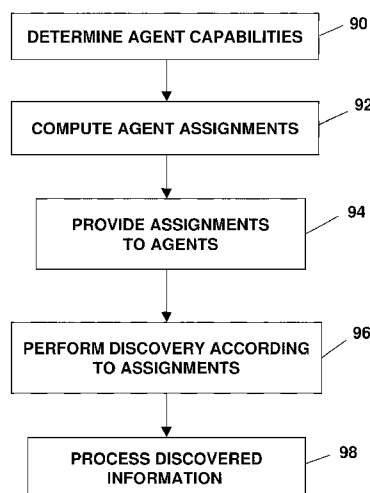 DETERMINE AGENT CAPABILITIES
90
COMPUTE AGENT ASSIGNMENTS
92
PROVIDE ASSIGNMENTS
TO AGENTS
94
PERFORM DISCOVERY ACCORDING
TO ASSIGNMENTS
96
PROCESS DISCOVERED
INFORMATION
98